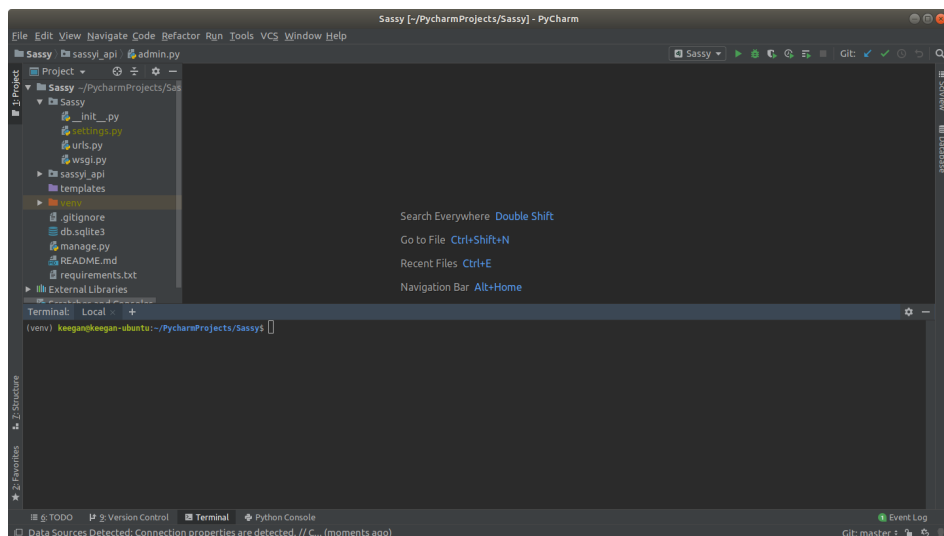 Sassy [~/PycharmProjects/Sassy] - PyCharm
File Edit View Navigate Code Refactor Run Tools VCS Window Help
Sassy sassyi_api admin.py Sassy Git:
1: Project
Project
Sassy ~/PycharmProjects/Sas
Sassy
__init__.py
settings.py
urls.py
wsgi.py
sassyi_api
templates
venv
.gitignore
db.sqlite3
manage.py
README.md
requirements.txt
External Libraries
Search Everywhere Double Shift
Go to File Ctrl+Shift+N
Recent Files Ctrl+E
Navigation Bar Alt+Home
SciView
Database
Terminal: Local × +
(venv) keegan@keegan-ubuntu:~/PycharmProjects/Sassy$
7: Structure
2: Favorites
6: TODO 9: Version Control Terminal Python Console 1 Event Log
Data Sources Detected: Connection properties are detected. // C... (moments ago) Git: master